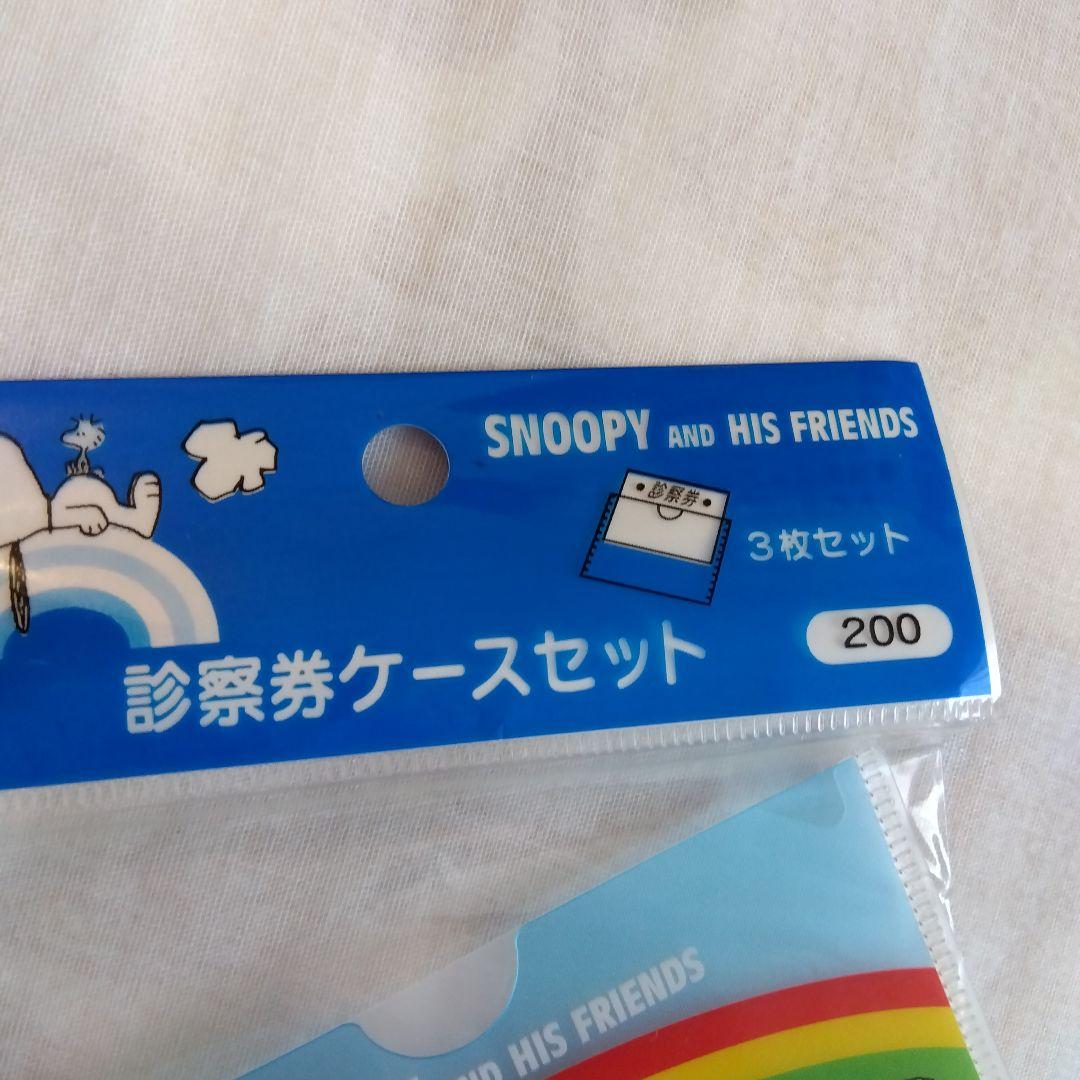 SNOOPY AND HIS FRIENDS
診察券
3枚セット
200
診察券ケースセット
AND HIS FRIENDS